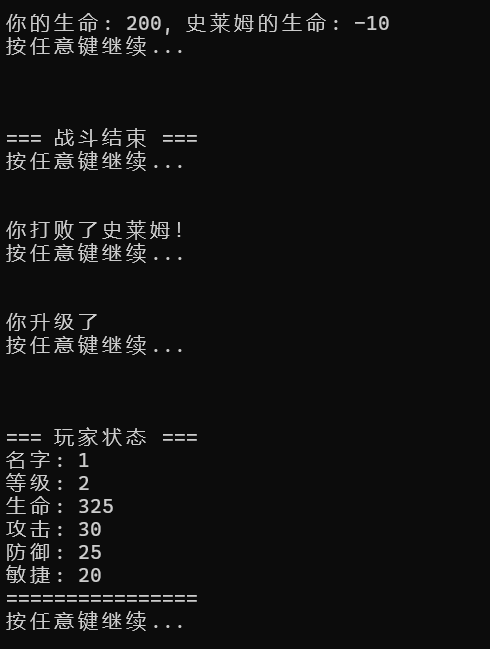 你的生命: 200, 史莱姆的生命: -10
按任意键继续...
=== 战斗结束 ===
按任意键继续...
你打败了史莱姆!
按任意键继续...
你升级了
按任意键继续...
=== 玩家状态 ===
名字: 1
等级: 2
生命: 325
攻击: 30
防御: 25
敏捷: 20
================
按任意键继续...